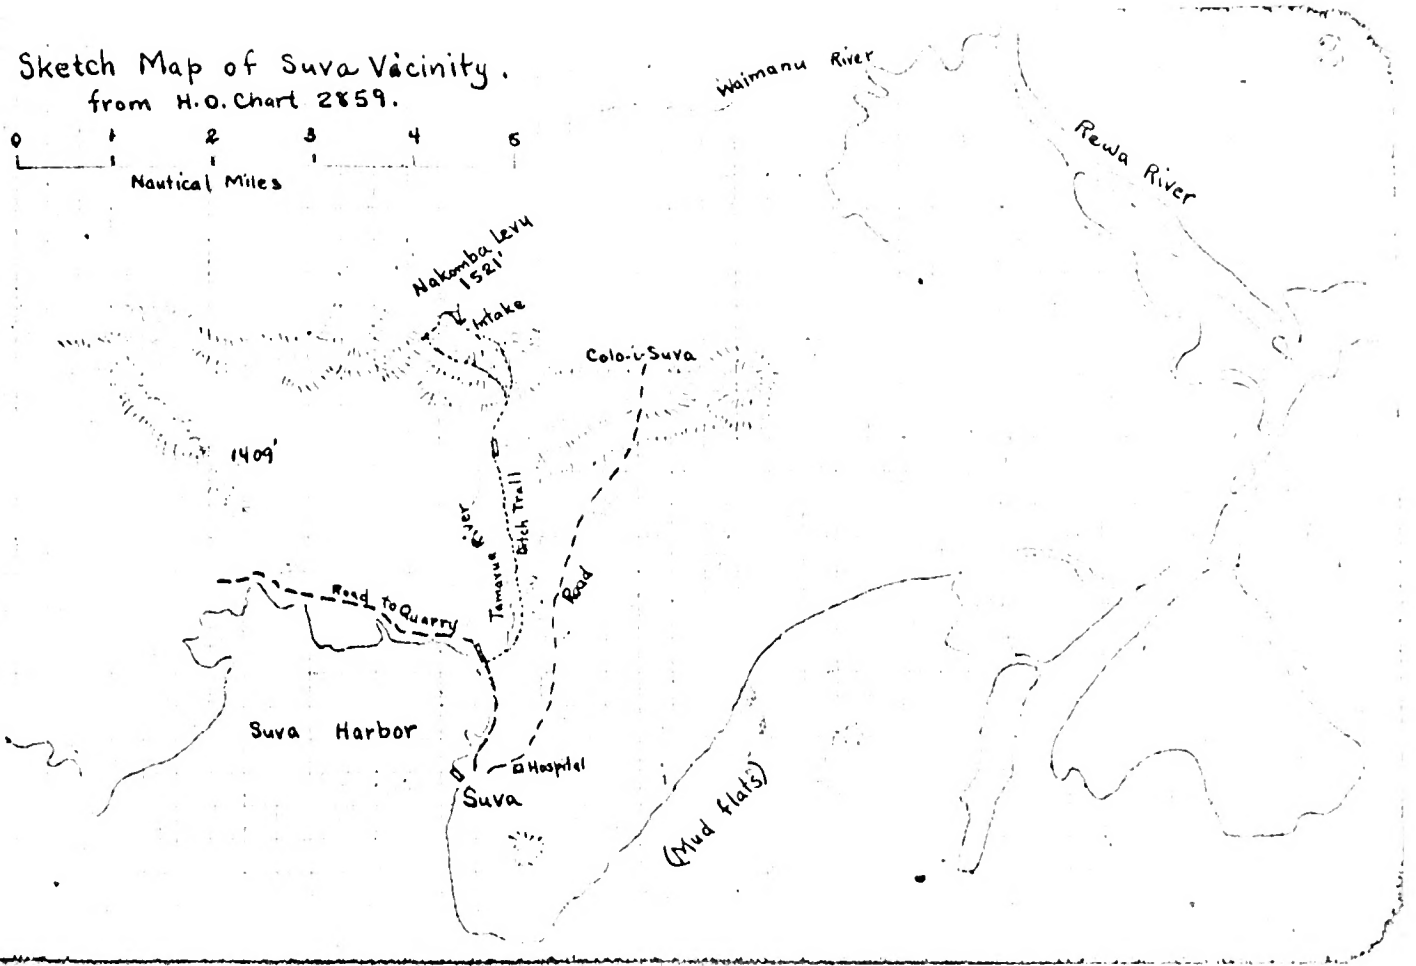 Sketch Map of Suva Vicinity.
from H.O. Chart 2859.
0 1 2 3 4 5
Nautical Miles
Waimanu River
Rewa River
Nakomba Levu
1521'
Intake
Colo-i-Suva
1409'
Tamavua River
Ditch Trail
Road
Road to Quarry
Suva Harbor
Hospital
Suva
(Mud flats)